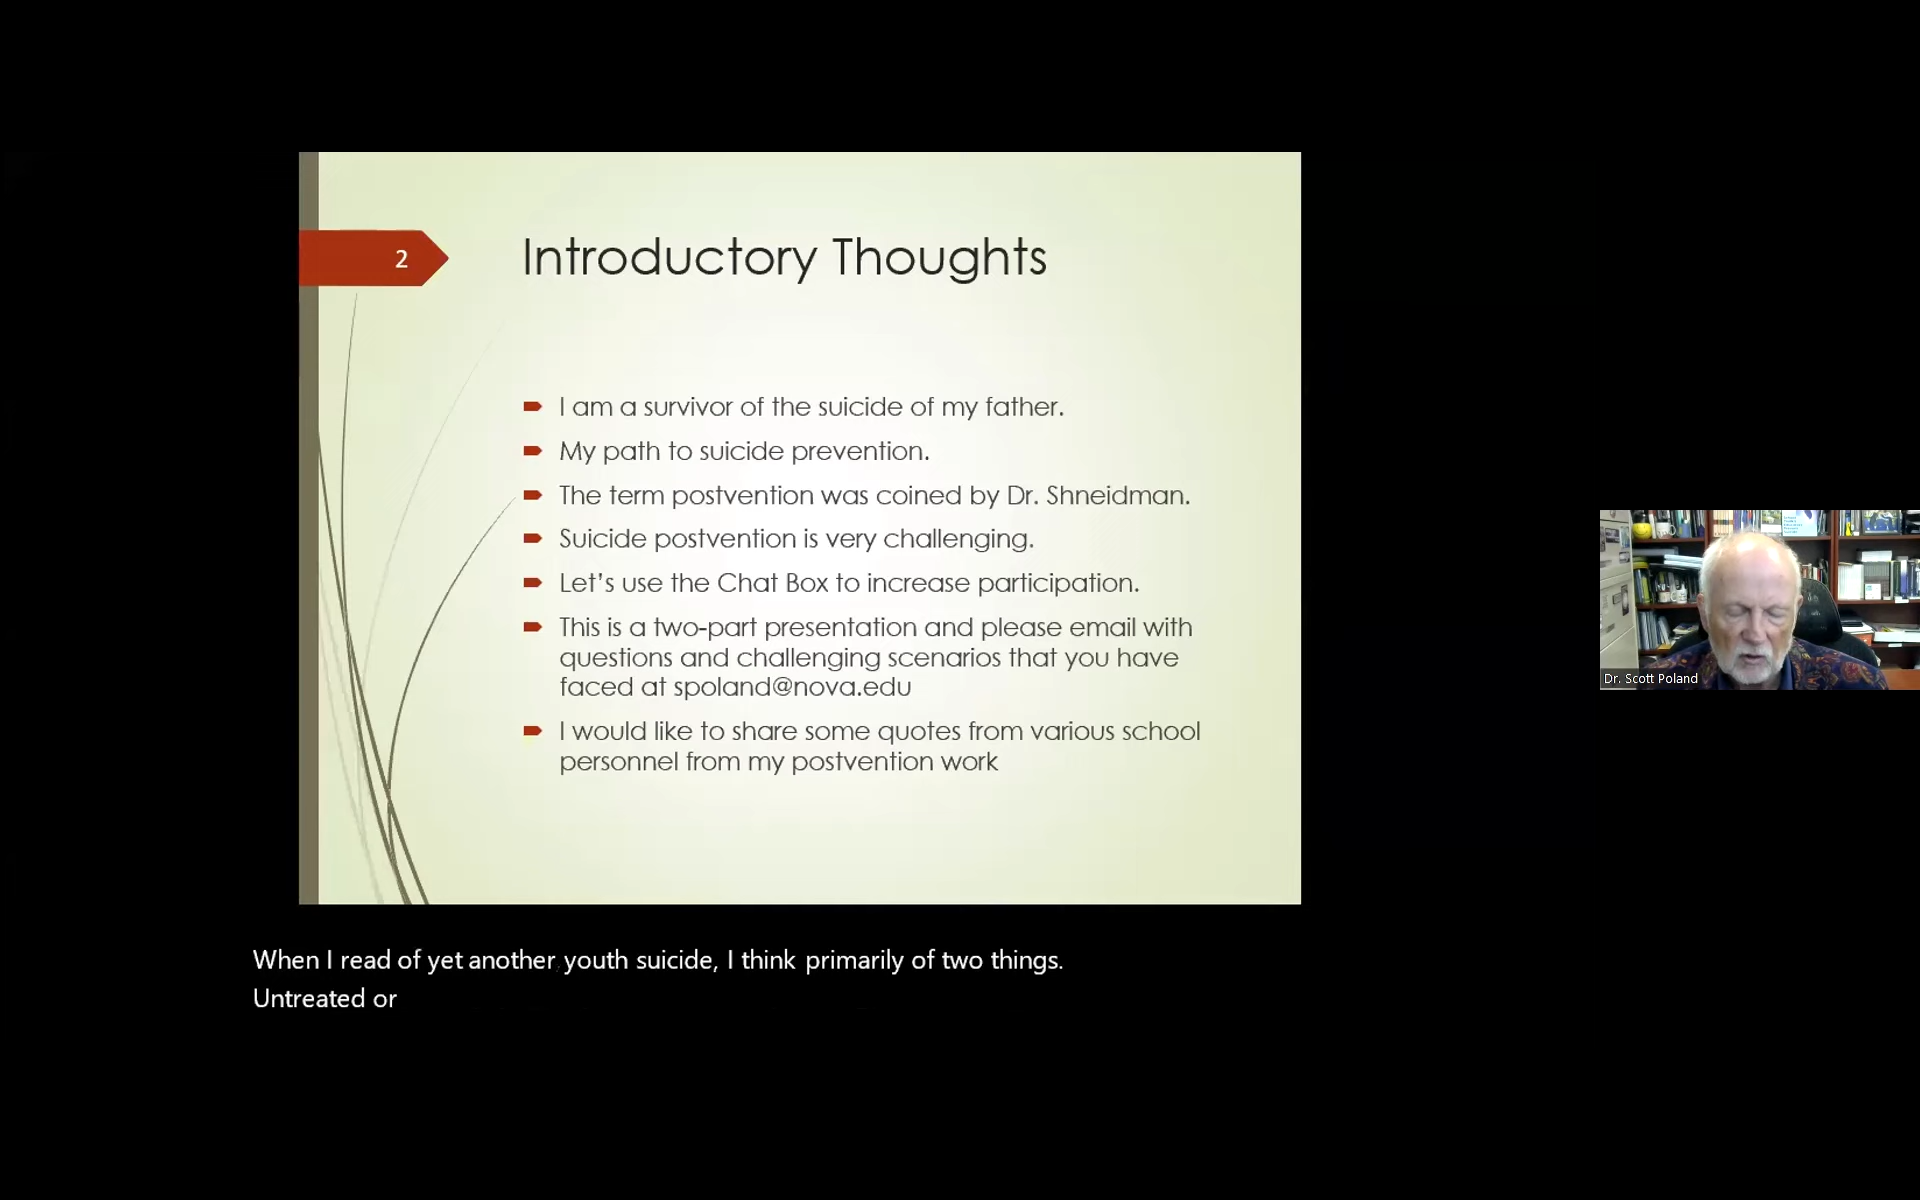 2
Introductory Thoughts
I am a survivor of the suicide of my father.
My path to suicide prevention.
The term postvention was coined by Dr. Shneidman.
Suicide postvention is very challenging.
Let's use the Chat Box to increase participation.
This is a two-part presentation and please email with
questions and challenging scenarios that you have
faced at spoland@nova.edu
I would like to share some quotes from various school
personnel from my postvention work
Dr. Scott Poland
When I read of yet another youth suicide, I think primarily of two things.
Untreated or